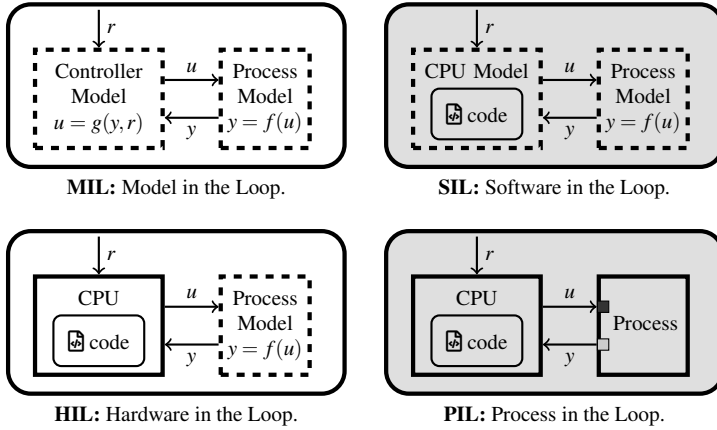 r
Controller
Model
u = g(y,r)
u
y
Process
Model
y = f(u)
MIL: Model in the Loop.
r
CPU Model
code
u
y
Process
Model
y = f(u)
SIL: Software in the Loop.
r
CPU
code
u
y
Process
Model
y = f(u)
HIL: Hardware in the Loop.
r
CPU
code
u
y
Process
PIL: Process in the Loop.